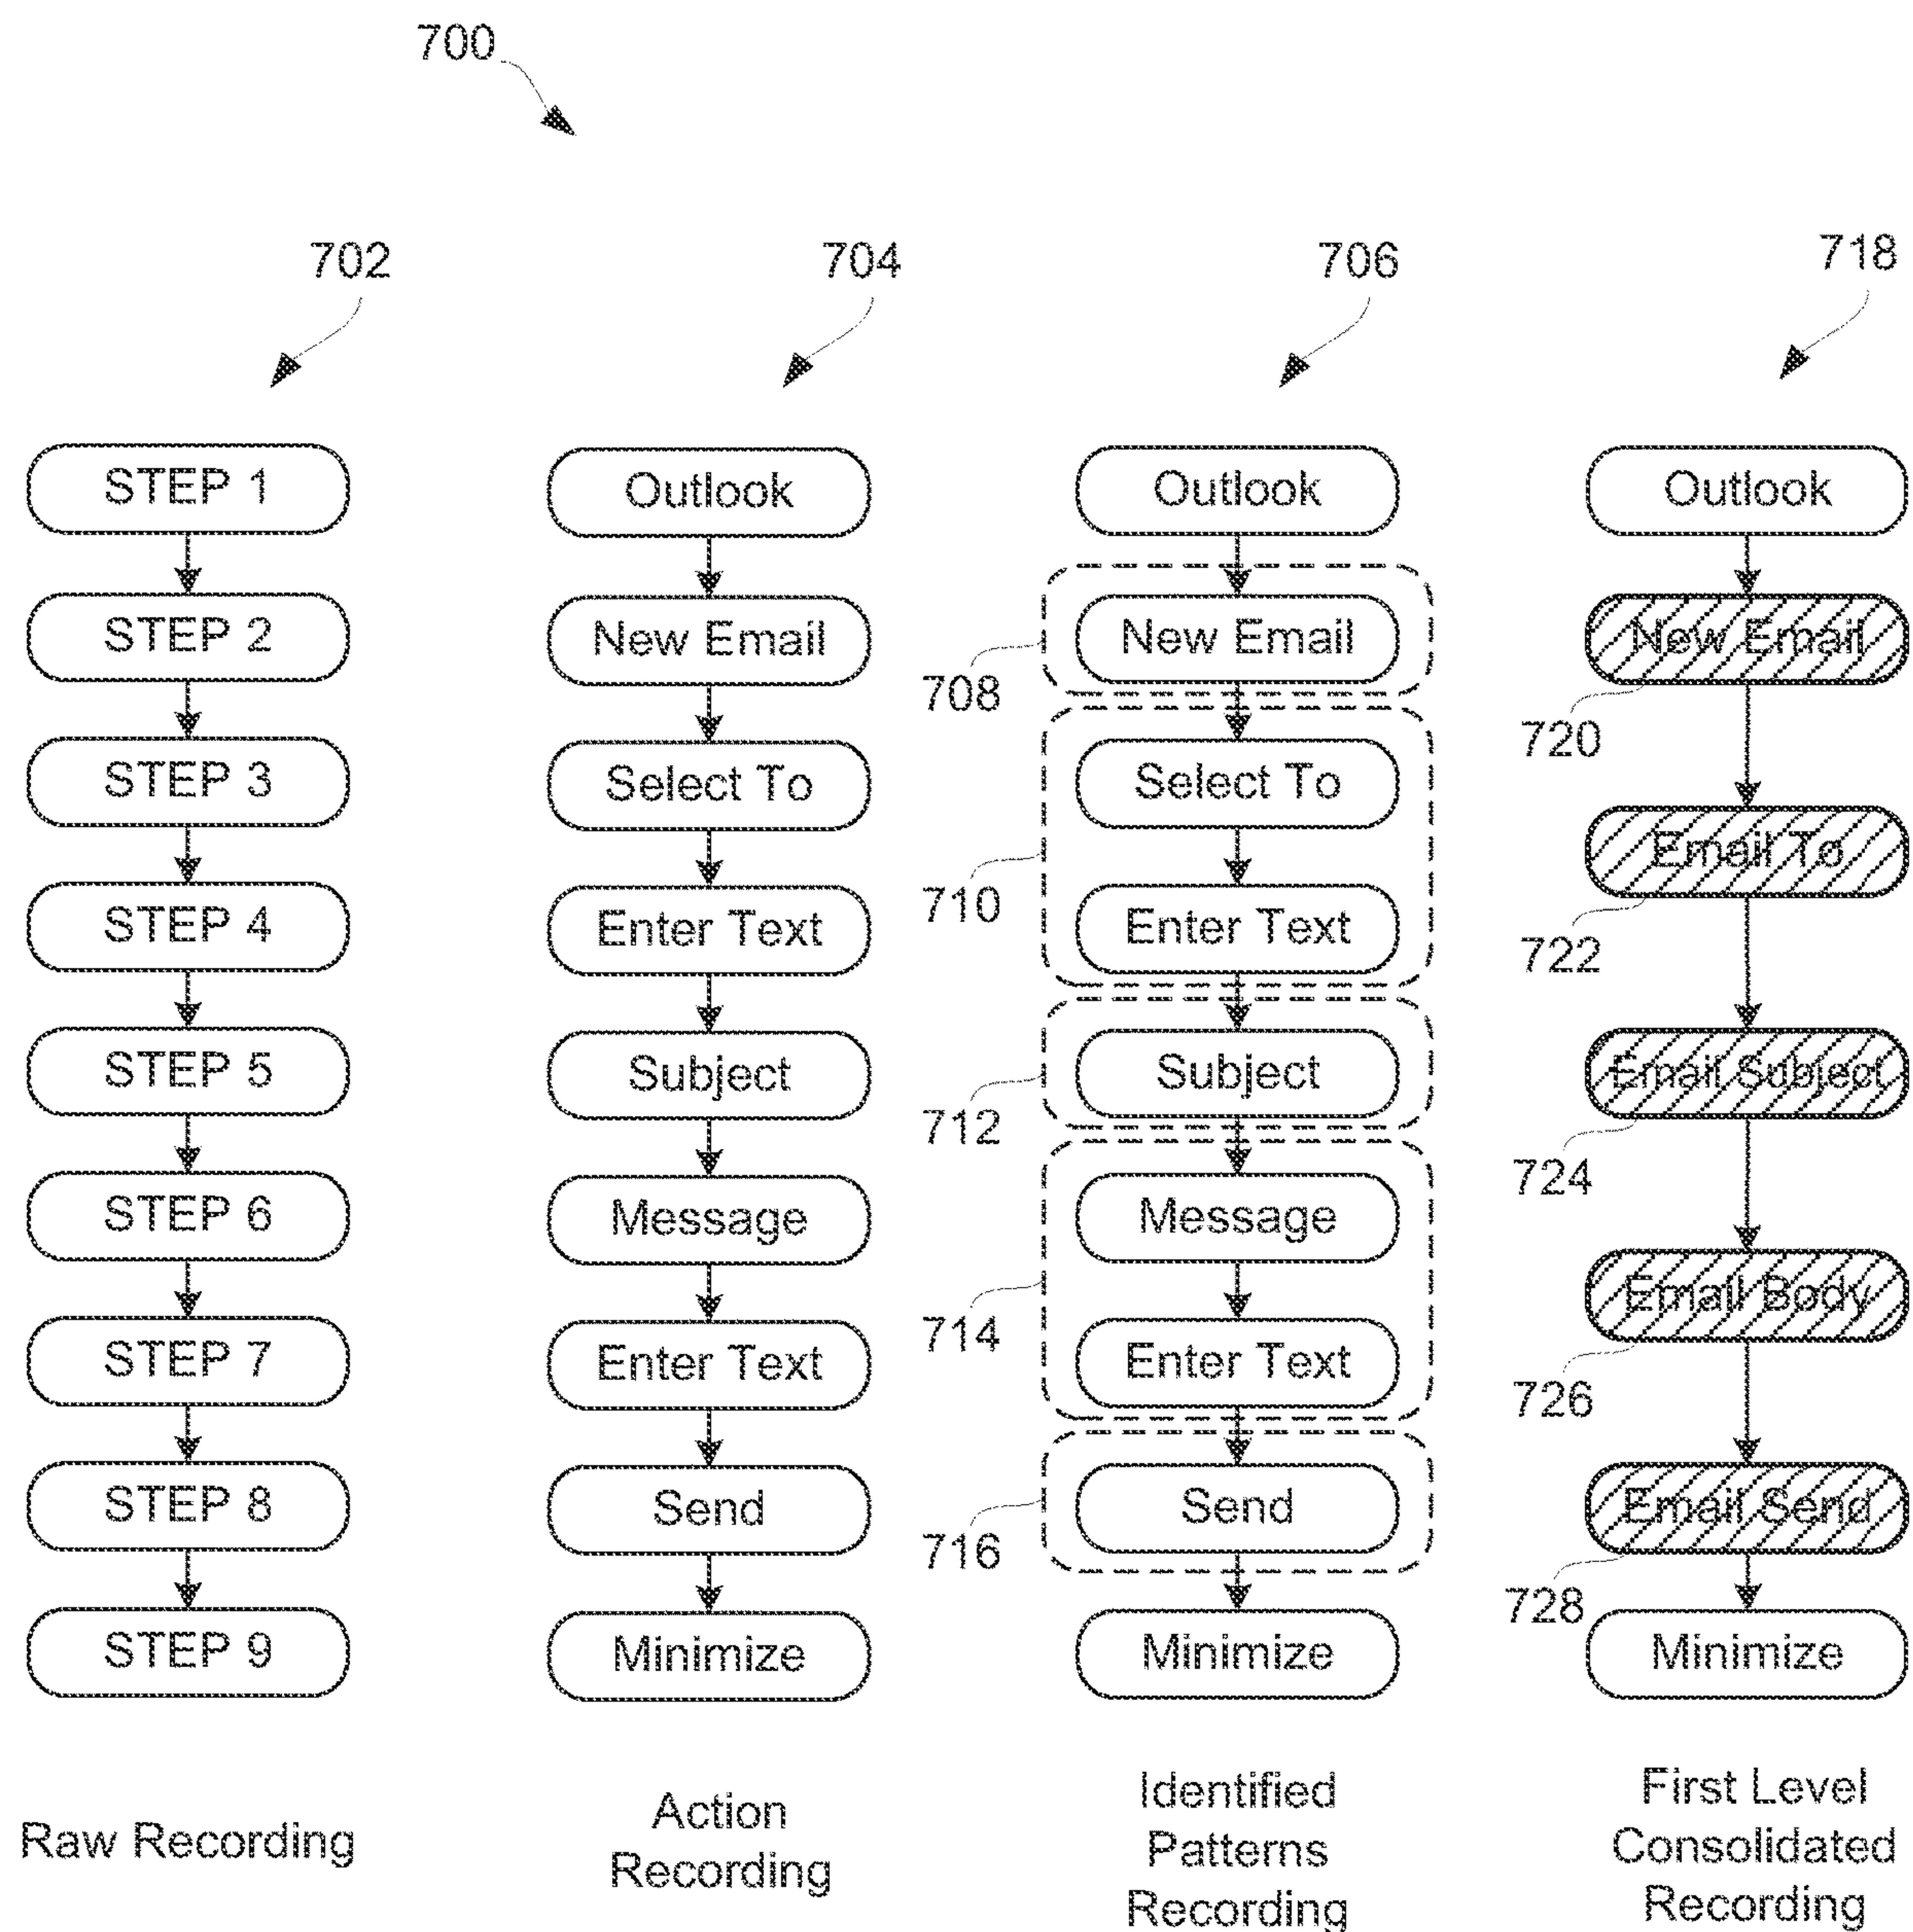 700
702
704
706
718
STEP 1
STEP 2
STEP 3
STEP 4
STEP 5
STEP 6
STEP 7
STEP 8
STEP 9
Raw Recording
Outlook
New Email
Select To
Enter Text
Subject
Message
Enter Text
Send
Minimize
Action
Recording
Outlook
New Email
708
Select To
Enter Text
710
Subject
712
Message
Enter Text
714
Send
716
Minimize
Identified
Patterns
Recording
Outlook
New Email
720
Email To
722
Email Subject
724
Email Body
726
Email Send
728
Minimize
First Level
Consolidated
Recording